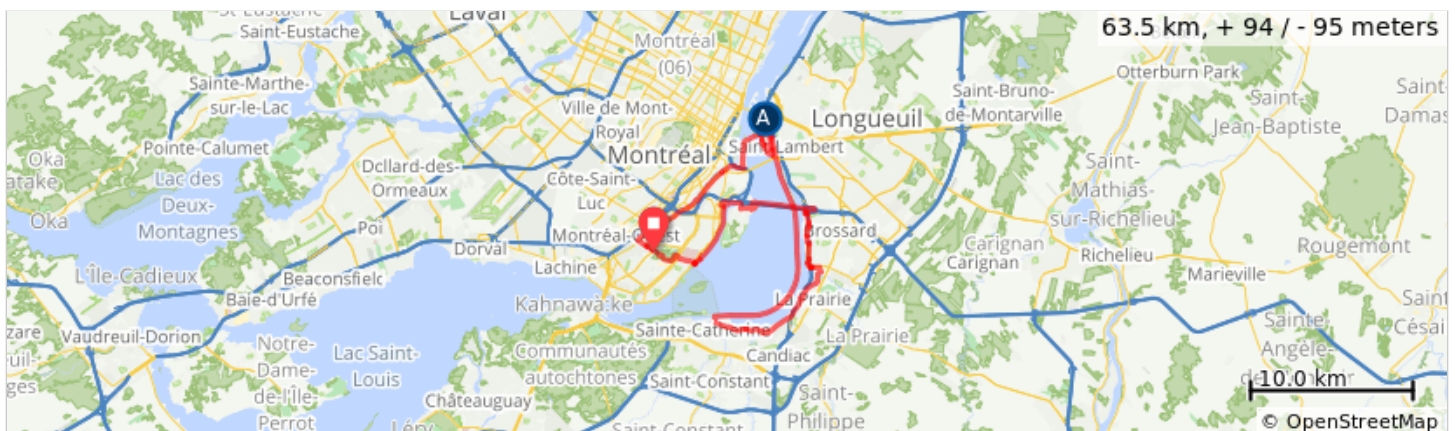 Laval
Saint-Eustache
Montréal
(06)
63.5 km, + 94 / - 95 meters
Sainte-Marthe-
sur-le-Lac
Otterburn Park
Saint-Bruno-
de-Montarville
Saint-
Jean-Baptiste
Saint-
Damas
Ville de Mont-
Royal
A
Longueuil
Pointe-Calumet
Montréal
Saint-Lambert
Oka
Oka
Lac des
Deux-
Montagnes
Dollard-des-
Ormeaux
Côte-Saint-
Luc
Saint-
Mathias-
sur-Richelieu
Poi
Montréal-Ouest
Brossard
Dorval
Lachine
Carignan
Carignan
Richelieu
Rougemont
L'Île-Cadieux
Beaconsfielc
Marieville
Baie-d'Urfé
Kahnawà:ke
La Prairie
Saint
Césai
Vaudreuil-Dorion
Sainte-Catherine
La Prairie
Sainte-
Angèle-
Notre-
Dame-
de-l'Île-
Perrot
Lac Saint-
Louis
Communautés
autochtones
Candiac
Saint-Constant
Châteauguay
Saint-
Philippe
Saint-Constant
10.0 km
© OpenStreetMap